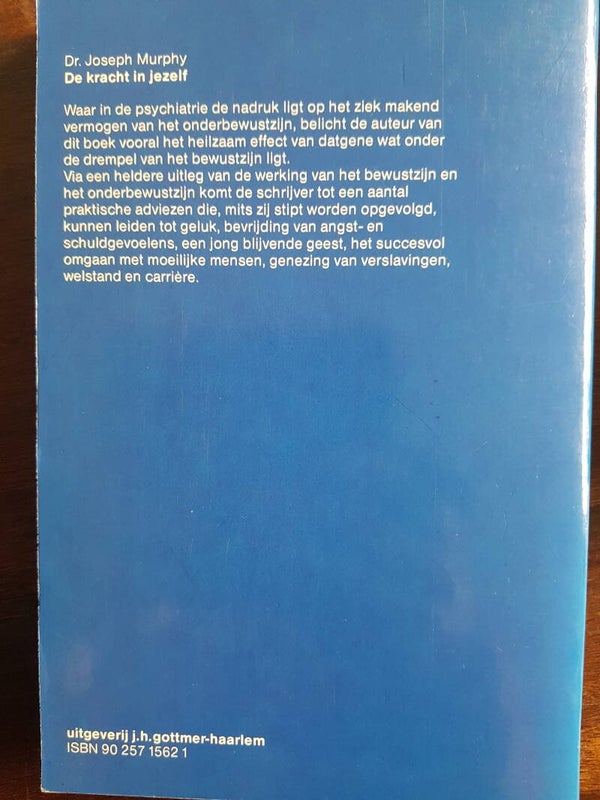 Dr. Joseph Murphy
De kracht in jezelf
Waar in de psychiatrie de nadruk ligt op het ziek makend
vermogen van het onderbewustzijn, belicht de auteur van
dit boek vooral het heilzaam effect van datgene wat onder
de drempel van het bewustzijn ligt.
Via een heldere uitleg van de werking van het bewustzijn en
het onderbewustzijn komt de schrijver tot een aantal
praktische adviezen die, mits zij stipt worden opgevolgd,
kunnen leiden tot geluk, bevrijding van angst- en
schuldgevoelens, een jong blijvende geest, het succesvol
omgaan met moeilijke mensen, genezing van verslavingen,
welstand en carrière.
uitgeverij j.h.gottmer-haarlem
ISBN 90 257 1562 1